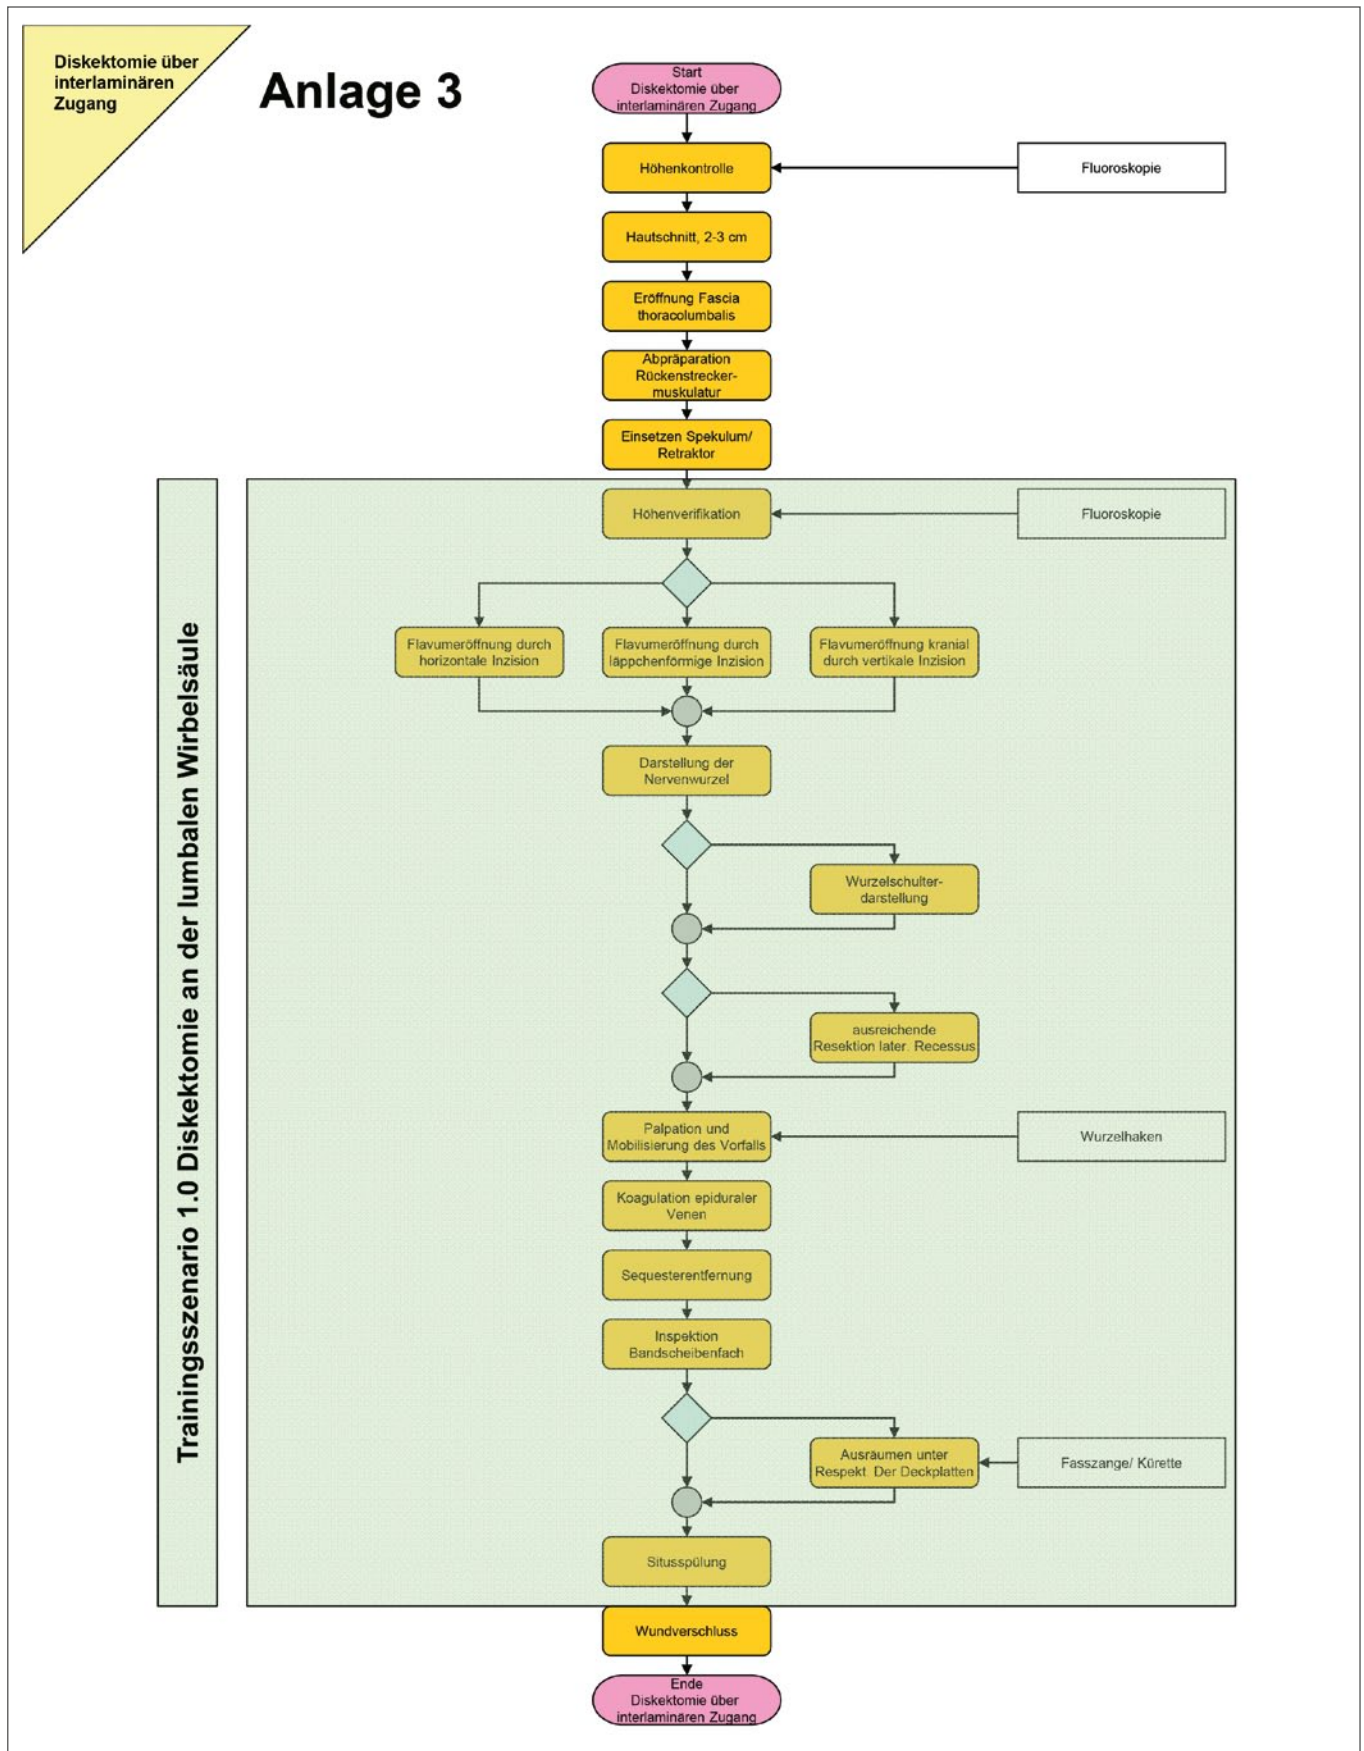 Diskektomie über
interlaminären
Zugang
Anlage 3
Start
Diskektomie über
interlaminären Zugang
Höhenkontrolle
Fluoroskopie
Hautschnitt, 2-3 cm
Eröffnung Fascia
thoracolumbalis
Abpräparation
Rückenstrecker-
muskulatur
Einsetzen Spekulum/
Retraktor
Trainingsszenario 1.0 Diskektomie an der lumbalen Wirbelsäule
Höhenverifikation
Fluoroskopie
Flavumeröffnung durch
horizontale Inzision
Flavumeröffnung durch
läppchenförmige Inzision
Flavumeröffnung kranial
durch vertikale Inzision
Darstellung der
Nervenwurzel
Wurzelschulter-
darstellung
ausreichende
Resektion later. Recessus
Palpation und
Mobilisierung des Vorfalls
Wurzelhaken
Koagulation epiduraler
Venen
Sequesterentfernung
Inspektion
Bandscheibenfach
Ausräumen unter
Respekt. Der Deckplatten
Fasszange/ Kürette
Situsspülung
Wundverschluss
Ende
Diskektomie über
interlaminären Zugang